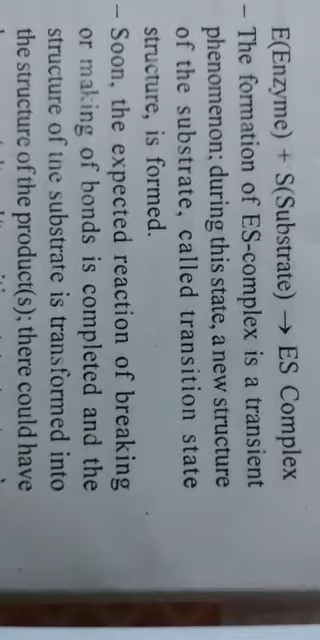 E(Enzyme) + S(Substrate) → ES Complex
– The formation of ES-complex is a transient
phenomenon; during this state, a new structure
of the substrate, called transition state
structure, is formed.
– Soon, the expected reaction of breaking
or making of bonds is completed and the
structure of the substrate is transformed into
the structure of the product(s); there could have